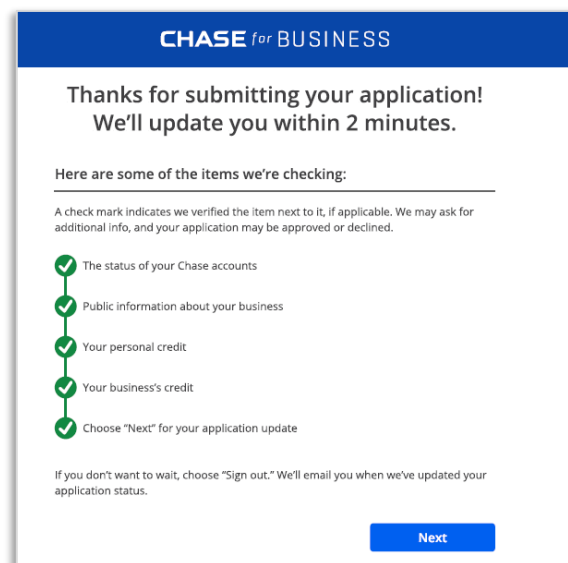 CHASE for BUSINESS
Thanks for submitting your application!
We’ll update you within 2 minutes.
Here are some of the items we’re checking:
A check mark indicates we verified the item next to it, if applicable. We may ask for
additional info, and your application may be approved or declined.
The status of your Chase accounts
Public information about your business
Your personal credit
Your business’s credit
Choose “Next” for your application update
If you don’t want to wait, choose “Sign out.” We’ll email you when we’ve updated your
application status.
Next